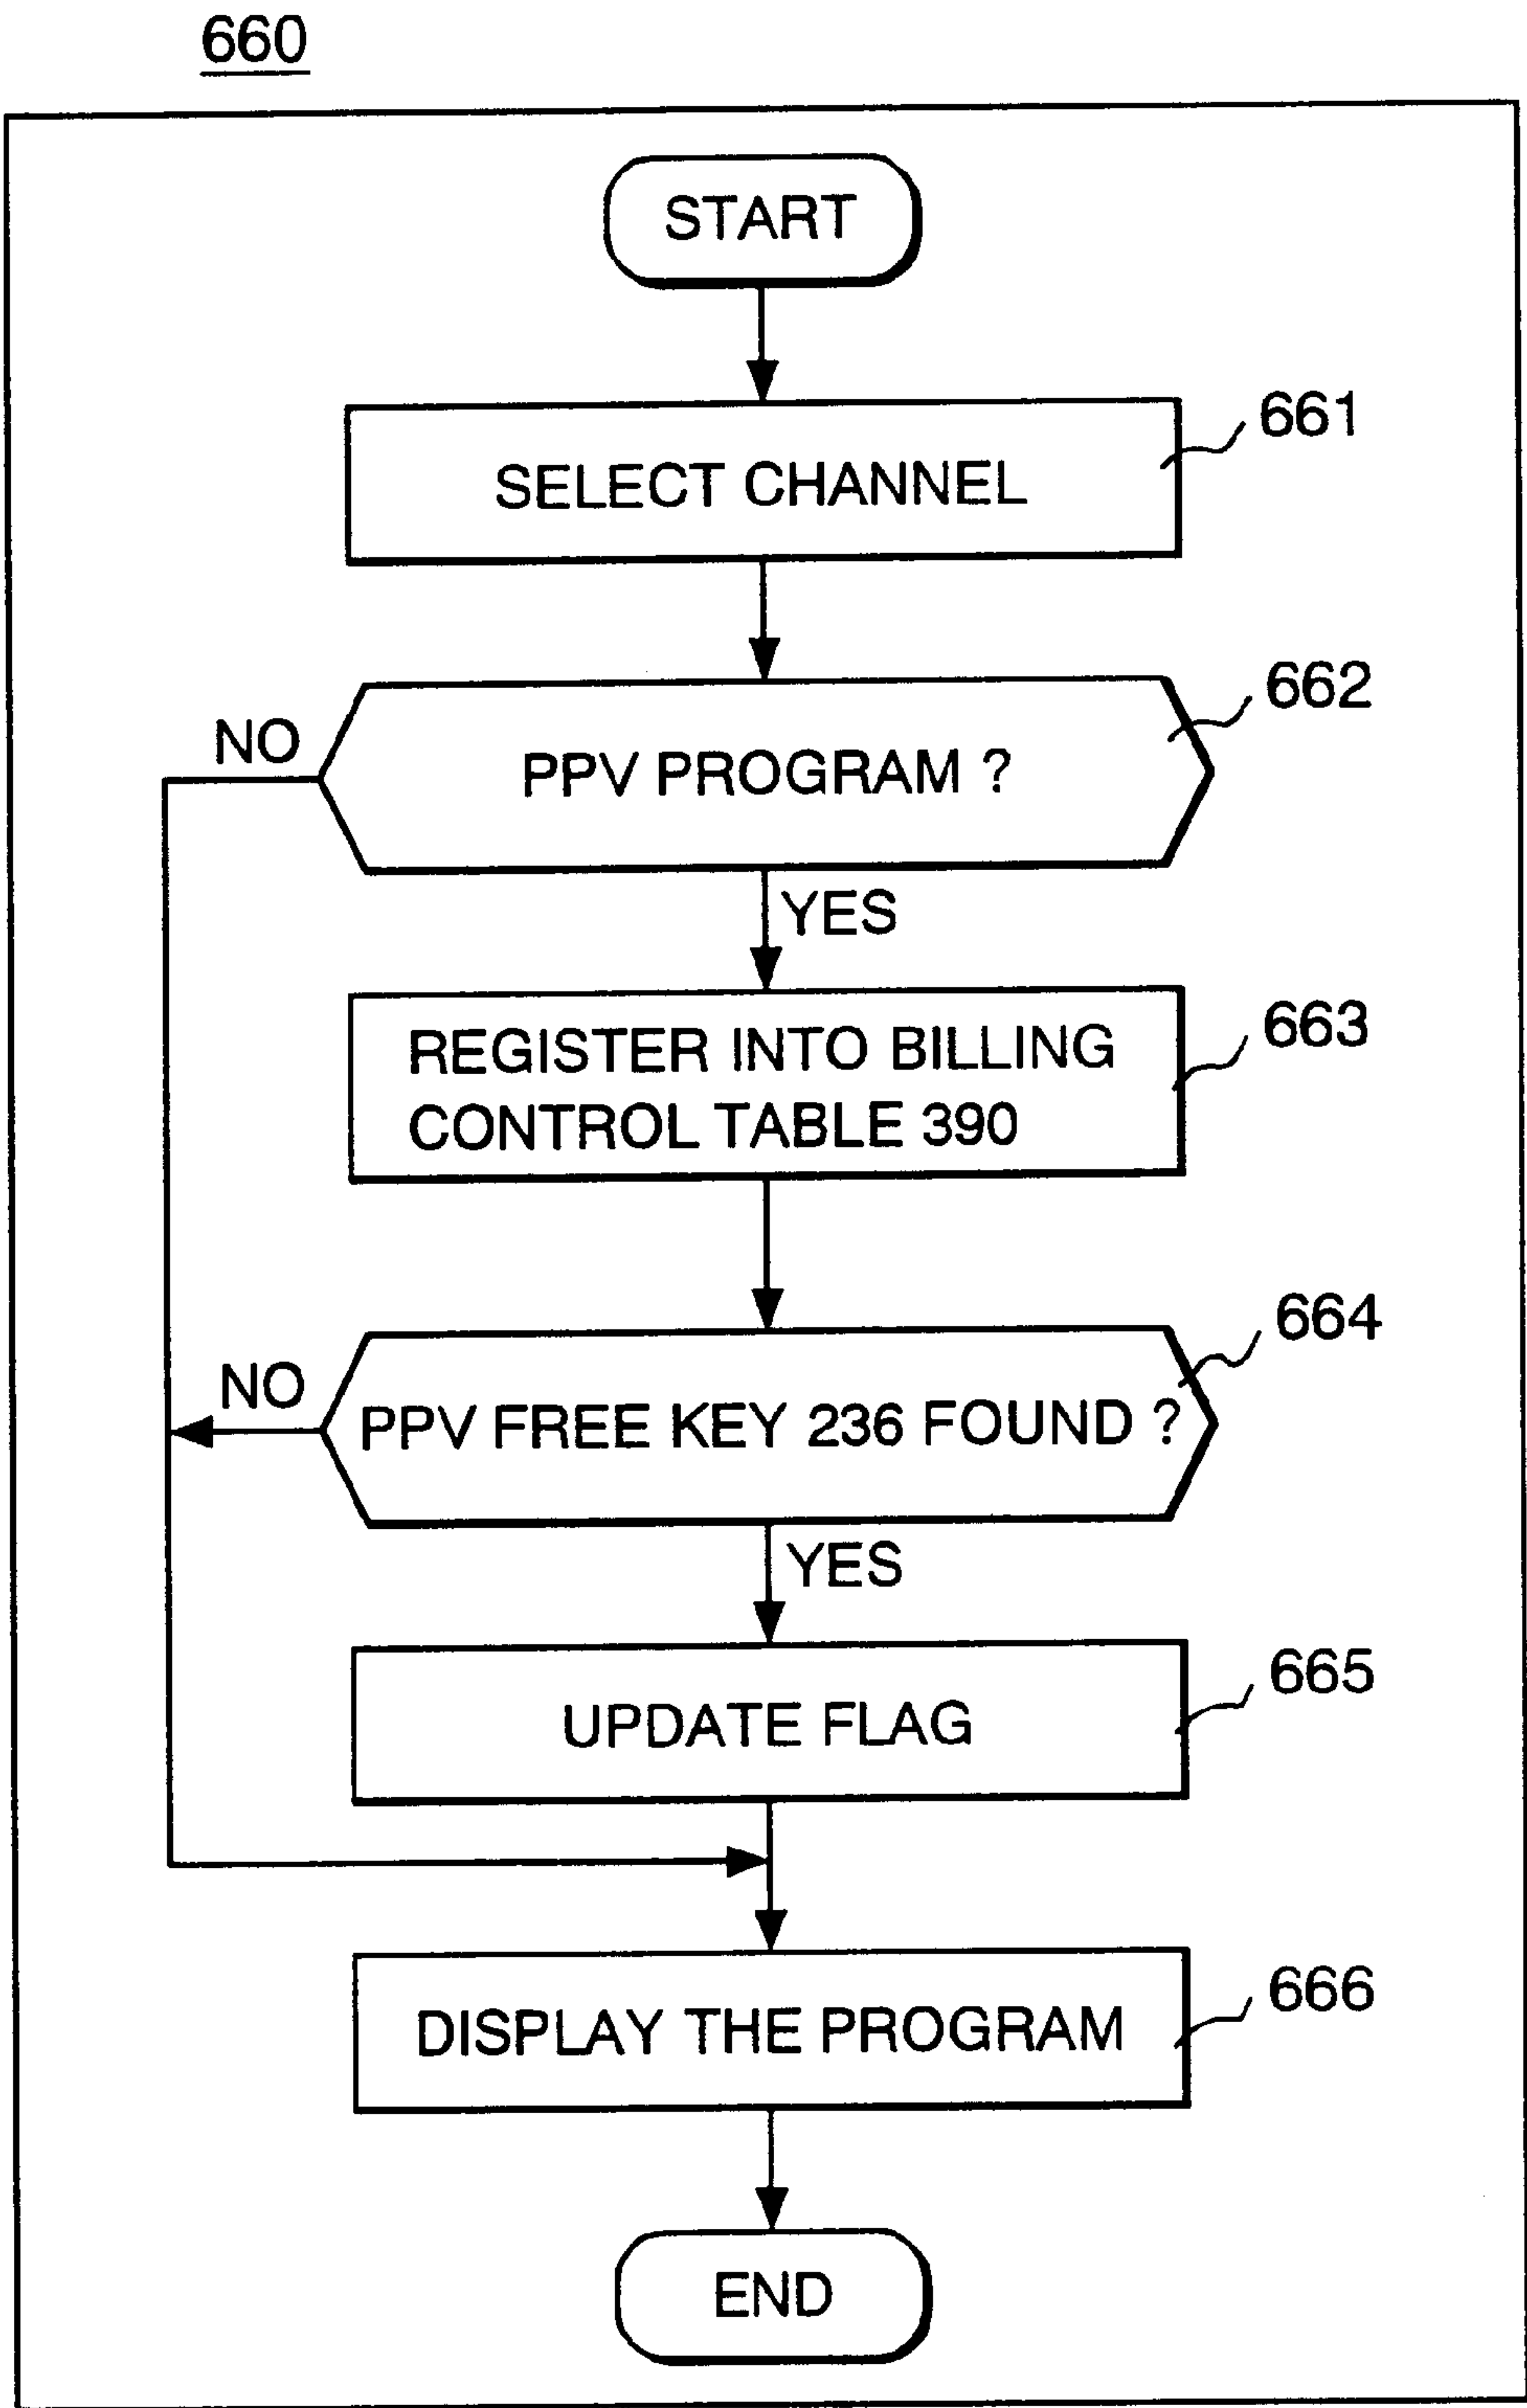 660
START
SELECT CHANNEL
661
PPV PROGRAM ?
662
NO
YES
REGISTER INTO BILLING
CONTROL TABLE 390
663
PPV FREE KEY 236 FOUND ?
664
NO
YES
UPDATE FLAG
665
DISPLAY THE PROGRAM
666
END